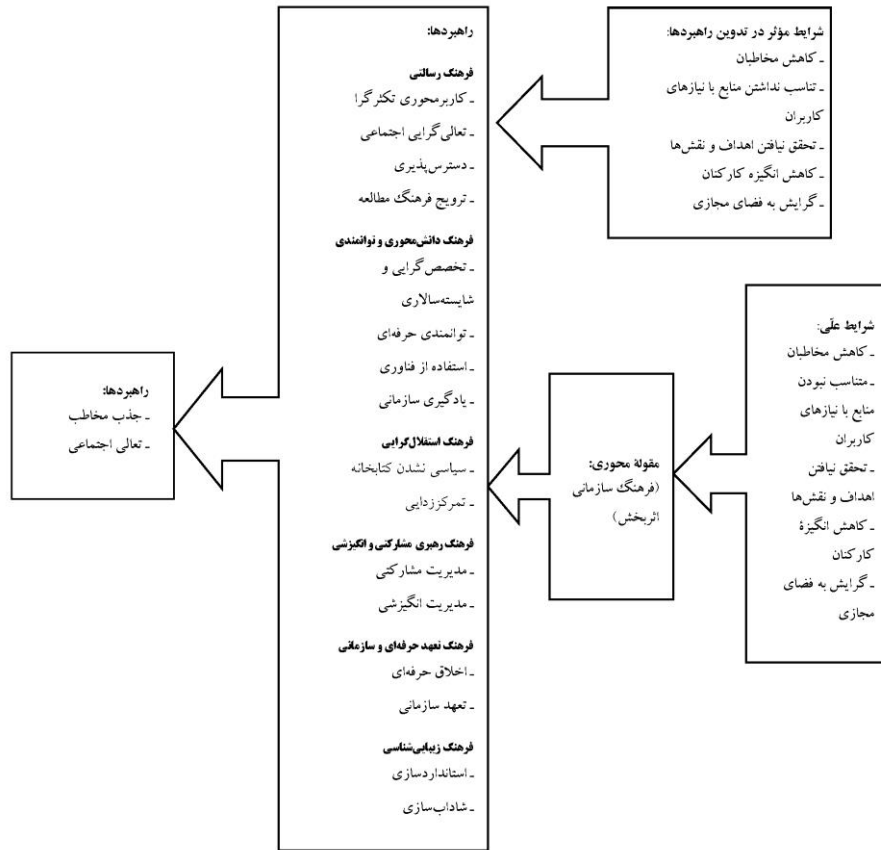 شرایط مؤثر در تدوین راهبردها:
ـ کاهش مخاطبان
ـ تناسب نداشتن منابع با نیازهای
کاربران
ـ تحقق نیافتن اهداف و نقش‌ها
ـ کاهش انگیزه کارکنان
ـ گرایش به فضای مجازی
شرایط علّی:
ـ کاهش مخاطبان
ـ متناسب نبودن
منابع با نیازهای
کاربران
ـ تحقق نیافتن
اهداف و نقش‌ها
ـ کاهش انگیزۀ
کارکنان
ـ گرایش به فضای
مجازی
مقولۀ محوری:
(فرهنگ سازمانی
اثربخش)
راهبردها:
فرهنگ رسالتی
ـ کاربرمحوری تکثرگرا
ـ تعالی‌گرایی اجتماعی
ـ دسترس‌پذیری
ـ ترویج فرهنگ مطالعه
فرهنگ دانش‌محوری و توانمندی
ـ تخصص‌گرایی و
شایسته‌سالاری
ـ توانمندی حرفه‌ای
ـ استفاده از فناوری
ـ یادگیری سازمانی
فرهنگ استقلال‌گرایی
ـ سیاسی نشدن کتابخانه
ـ تمرکززدایی
فرهنگ رهبری مشارکتی و انگیزشی
ـ مدیریت مشارکتی
ـ مدیریت انگیزشی
فرهنگ تعهد حرفه‌ای و سازمانی
ـ اخلاق حرفه‌ای
ـ تعهد سازمانی
فرهنگ زیبایی‌شناسی
ـ استانداردسازی
ـ شاداب‌سازی
راهبردها:
ـ جذب مخاطب
ـ تعالی اجتماعی